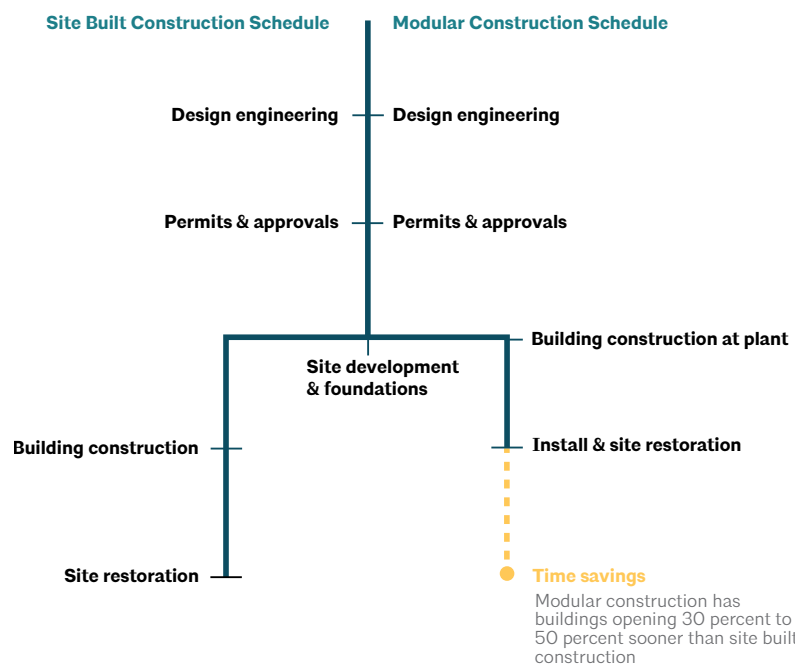 Site Built Construction Schedule
Modular Construction Schedule
Design engineering
Design engineering
Permits & approvals
Permits & approvals
Building construction at plant
Site development
& foundations
Building construction
Install & site restoration
Site restoration
Time savings
Modular construction has
buildings opening 30 percent to
50 percent sooner than site built
construction